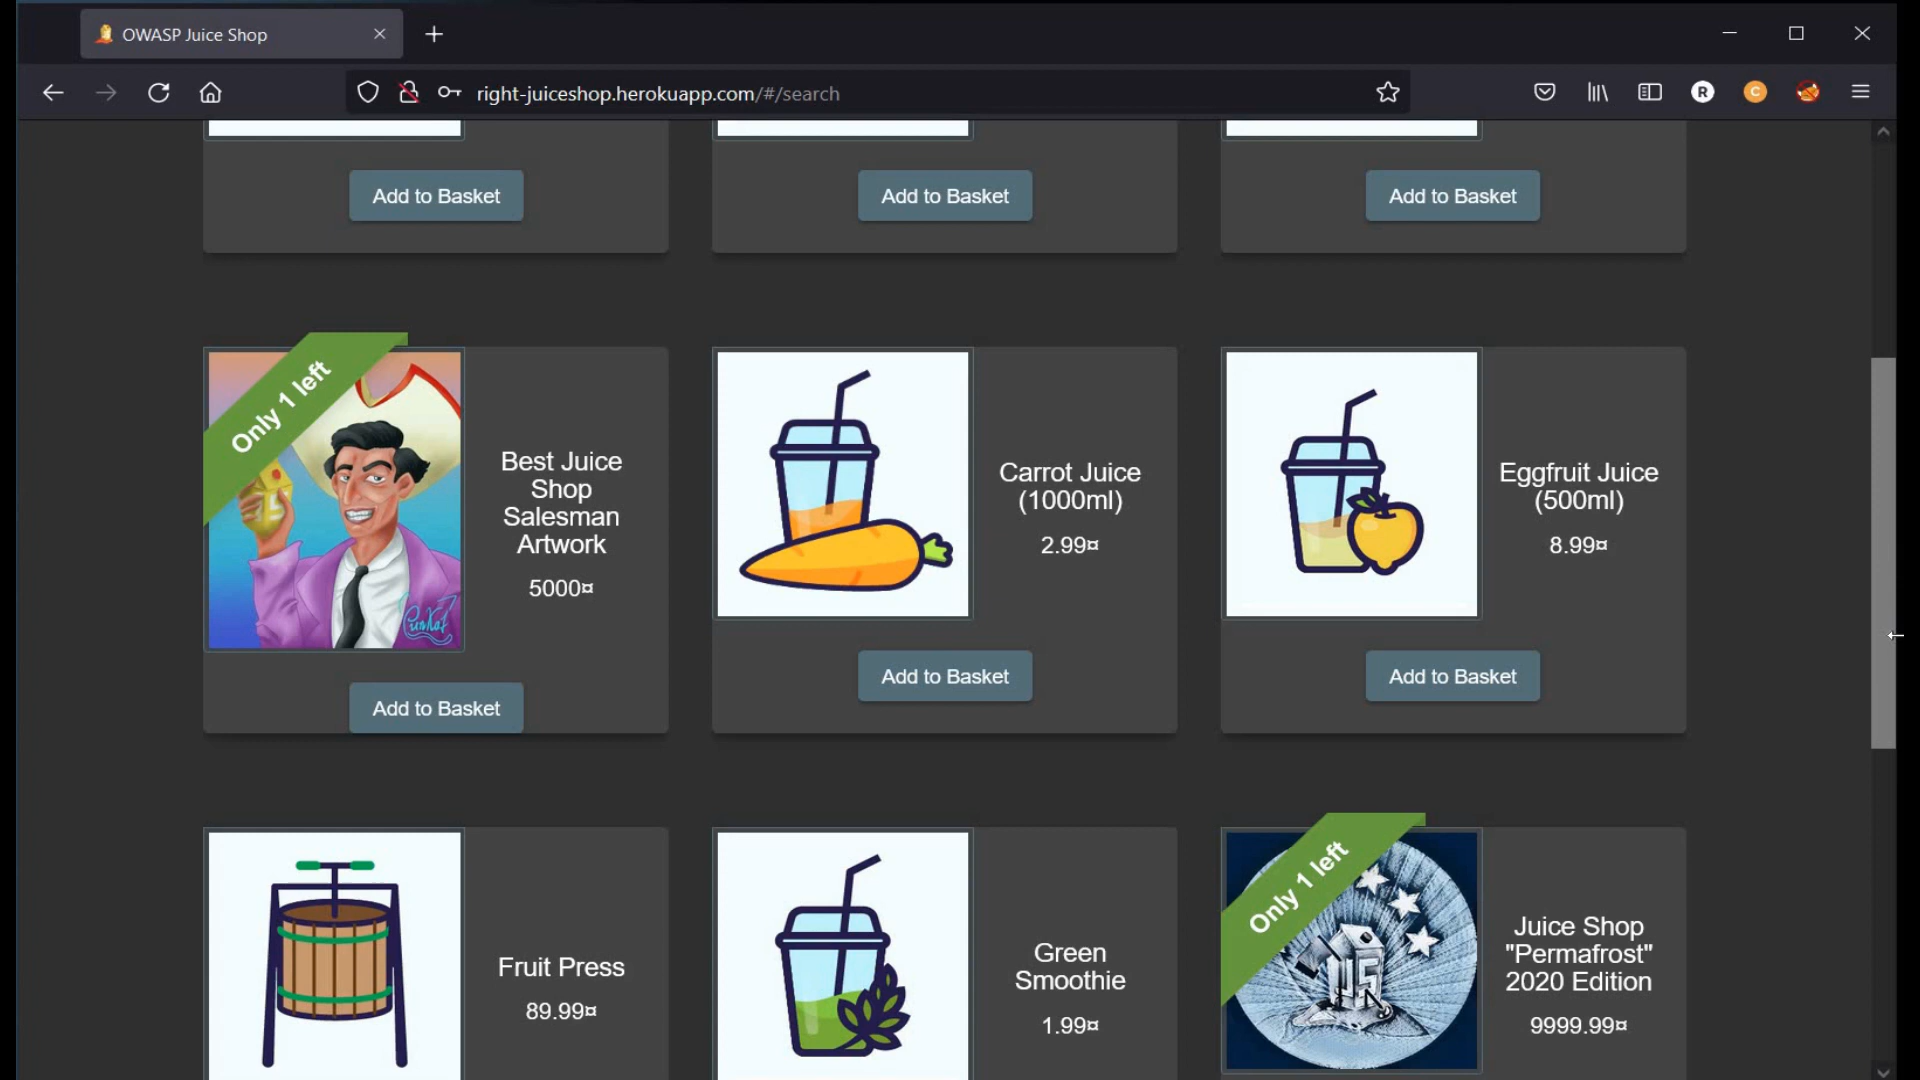 OWASP Juice Shop
right-juiceshop.herokuapp.com/#/search
R
C
Add to Basket
Add to Basket
Add to Basket
Only 1 left
Best Juice
Shop
Salesman
Artwork
5000¤
Add to Basket
Carrot Juice
(1000ml)
2.99¤
Add to Basket
Eggfruit Juice
(500ml)
8.99¤
Add to Basket
Fruit Press
89.99¤
Green
Smoothie
1.99¤
Only 1 left
JS
Juice Shop
"Permafrost"
2020 Edition
9999.99¤